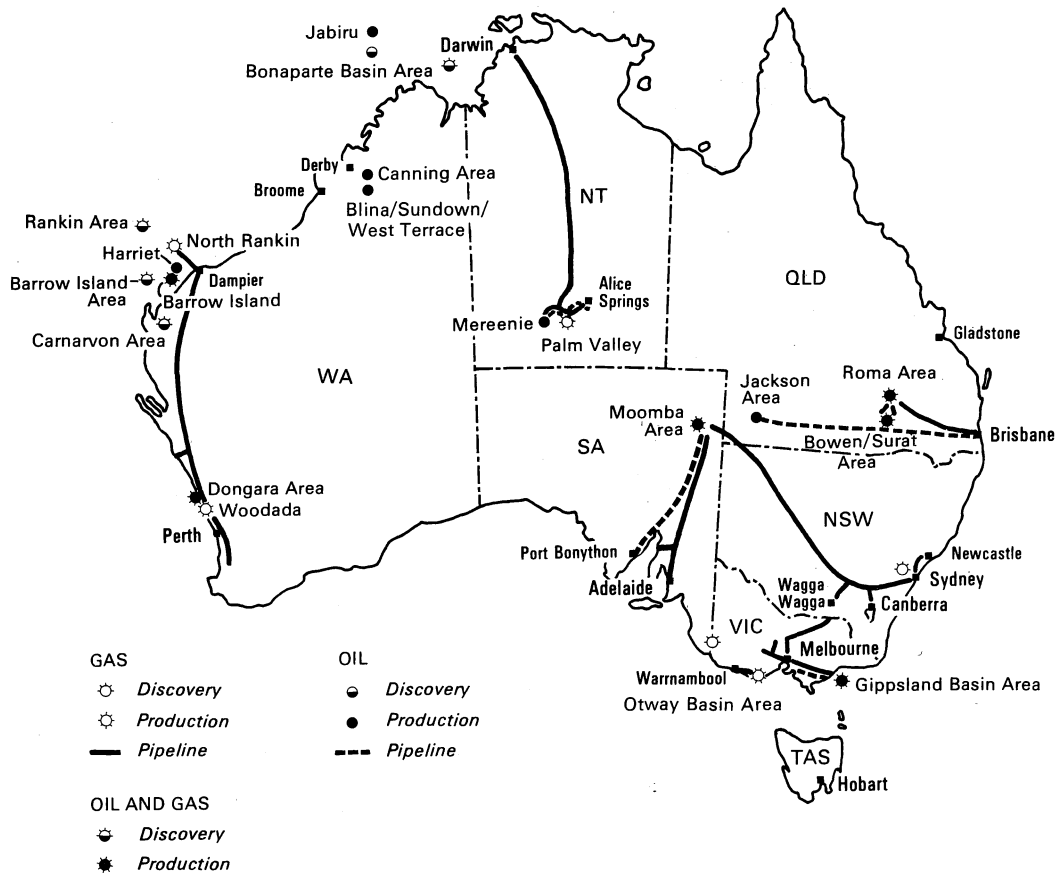 Jabiru
Darwin
Bonaparte Basin Area
Derby
Canning Area
Broome
Blina/Sundown/
West Terrace
NT
Rankin Area
North Rankin
Harriet
Dampier
Barrow Island
Area
Barrow Island
QLD
Alice
Springs
Mereenie
Palm Valley
Carnarvon Area
Gladstone
WA
Roma Area
Jackson
Area
Moomba
Area
Brisbane
Bowen/Surat
Area
SA
Dongara Area
Woodada
NSW
Perth
Port Bonython
Newcastle
Sydney
Adelaide
Wagga
Wagga
Canberra
VIC
Melbourne
Warrnambool
Gippsland Basin Area
Otway Basin Area
TAS
Hobart
GAS
Discovery
Production
Pipeline
OIL
Discovery
Production
Pipeline
OIL AND GAS
Discovery
Production